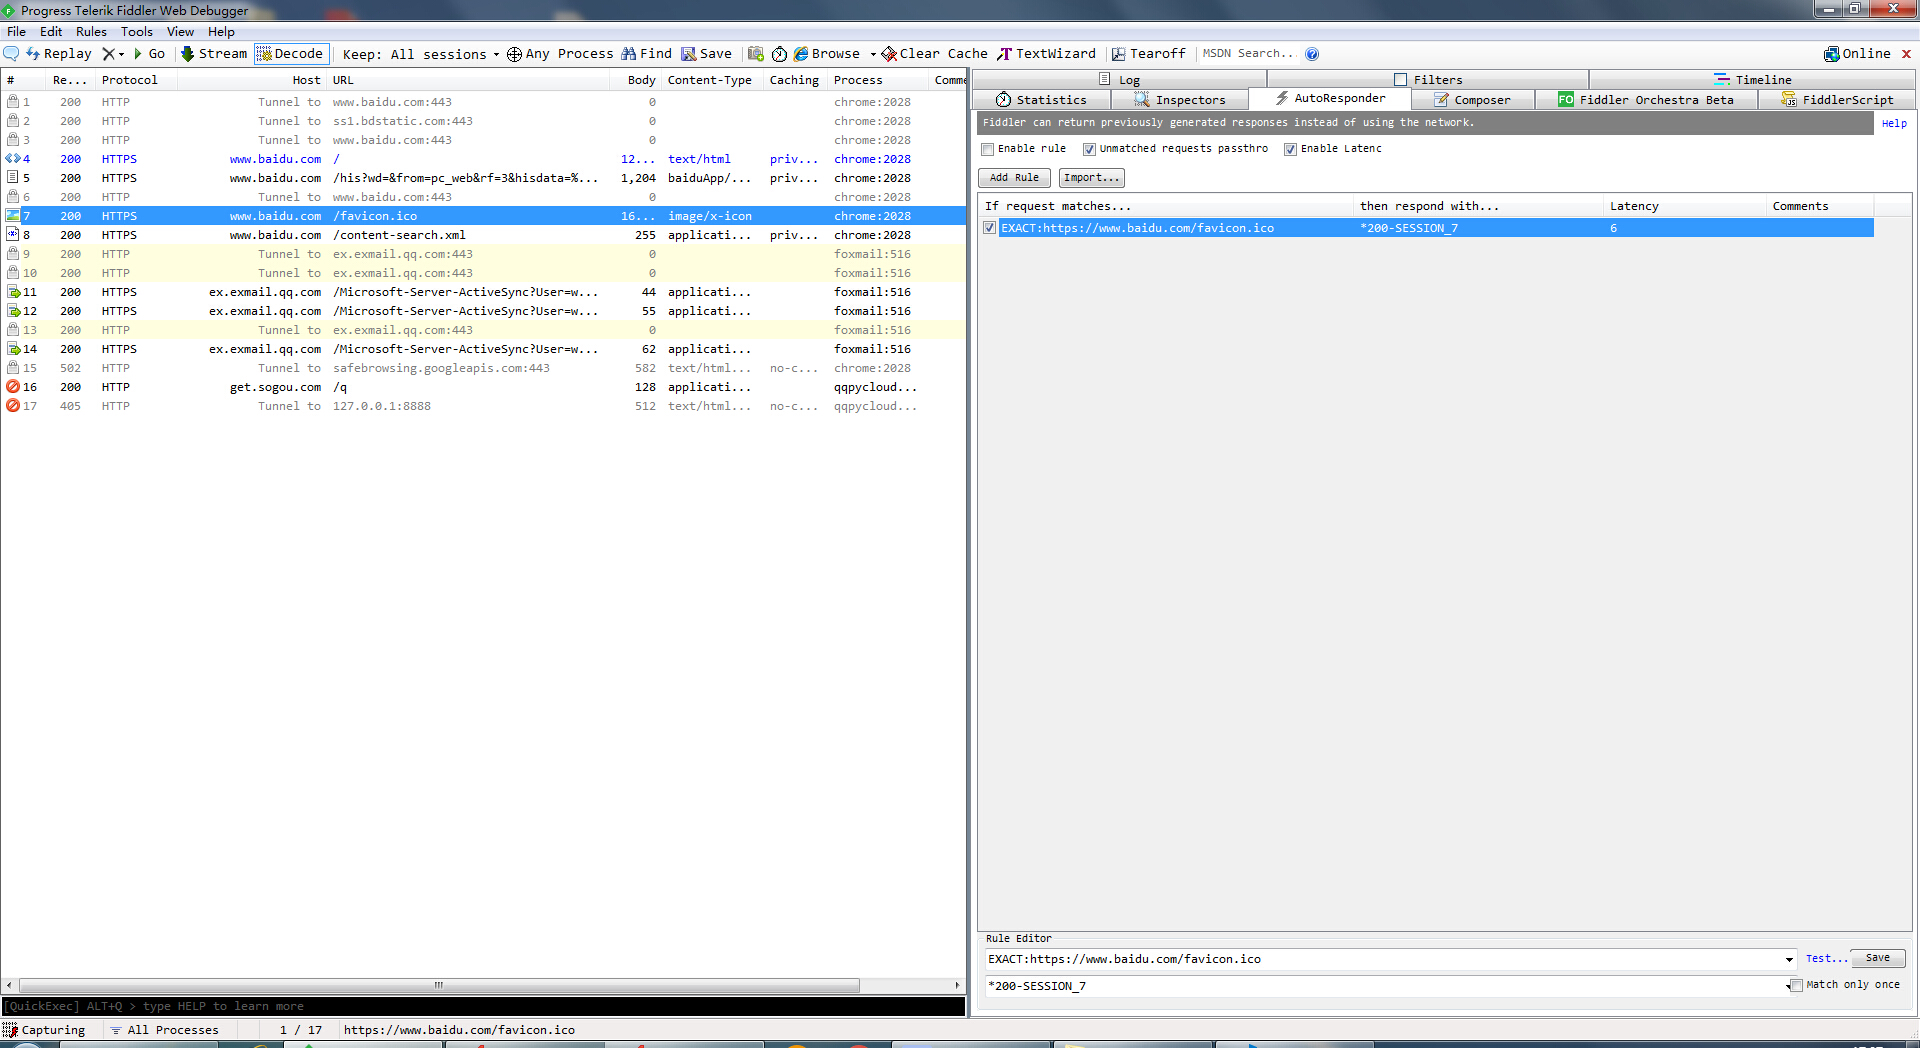 Progress Telerik Fiddler Web Debugger
File Edit Rules Tools View Help
Replay Go Stream Decode Keep: All sessions Any Process Find Save Browse Clear Cache TextWizard Tearoff MSDN Search... Online
# Re... Protocol Host URL Body Content-Type Caching Process Comme
1 200 HTTP Tunnel to www.baidu.com:443 0 chrome:2028
2 200 HTTP Tunnel to ss1.bdstatic.com:443 0 chrome:2028
3 200 HTTP Tunnel to www.baidu.com:443 0 chrome:2028
4 200 HTTPS www.baidu.com / 12... text/html priv... chrome:2028
5 200 HTTPS www.baidu.com /his?wd=&from=pc_web&rf=3&hisdata=%... 1,204 baiduApp/... priv... chrome:2028
6 200 HTTP Tunnel to www.baidu.com:443 0 chrome:2028
7 200 HTTPS www.baidu.com /favicon.ico 16... image/x-icon chrome:2028
8 200 HTTPS www.baidu.com /content-search.xml 255 applicati... priv... chrome:2028
9 200 HTTP Tunnel to ex.exmail.qq.com:443 0 foxmail:516
10 200 HTTP Tunnel to ex.exmail.qq.com:443 0 foxmail:516
11 200 HTTPS ex.exmail.qq.com /Microsoft-Server-ActiveSync?User=w... 44 applicati... foxmail:516
12 200 HTTPS ex.exmail.qq.com /Microsoft-Server-ActiveSync?User=w... 55 applicati... foxmail:516
13 200 HTTP Tunnel to ex.exmail.qq.com:443 0 foxmail:516
14 200 HTTPS ex.exmail.qq.com /Microsoft-Server-ActiveSync?User=w... 62 applicati... foxmail:516
15 502 HTTP Tunnel to safebrowsing.googleapis.com:443 582 text/html... no-c... chrome:2028
16 200 HTTP get.sogou.com /q 128 applicati... qqpycloud...
17 405 HTTP Tunnel to 127.0.0.1:8888 512 text/html... no-c... qqpycloud...
[QuickExec] ALT+Q > type HELP to learn more
Capturing All Processes 1 / 17 https://www.baidu.com/favicon.ico
Log Filters Timeline
Statistics Inspectors AutoResponder Composer FO Fiddler Orchestra Beta FiddlerScript
Fiddler can return previously generated responses instead of using the network. Help
Enable rule Unmatched requests passthro Enable Latenc
Add Rule Import...
If request matches... then respond with... Latency Comments
EXACT:https://www.baidu.com/favicon.ico *200-SESSION_7 6
Rule Editor
EXACT:https://www.baidu.com/favicon.ico Test... Save
*200-SESSION_7 Match only once